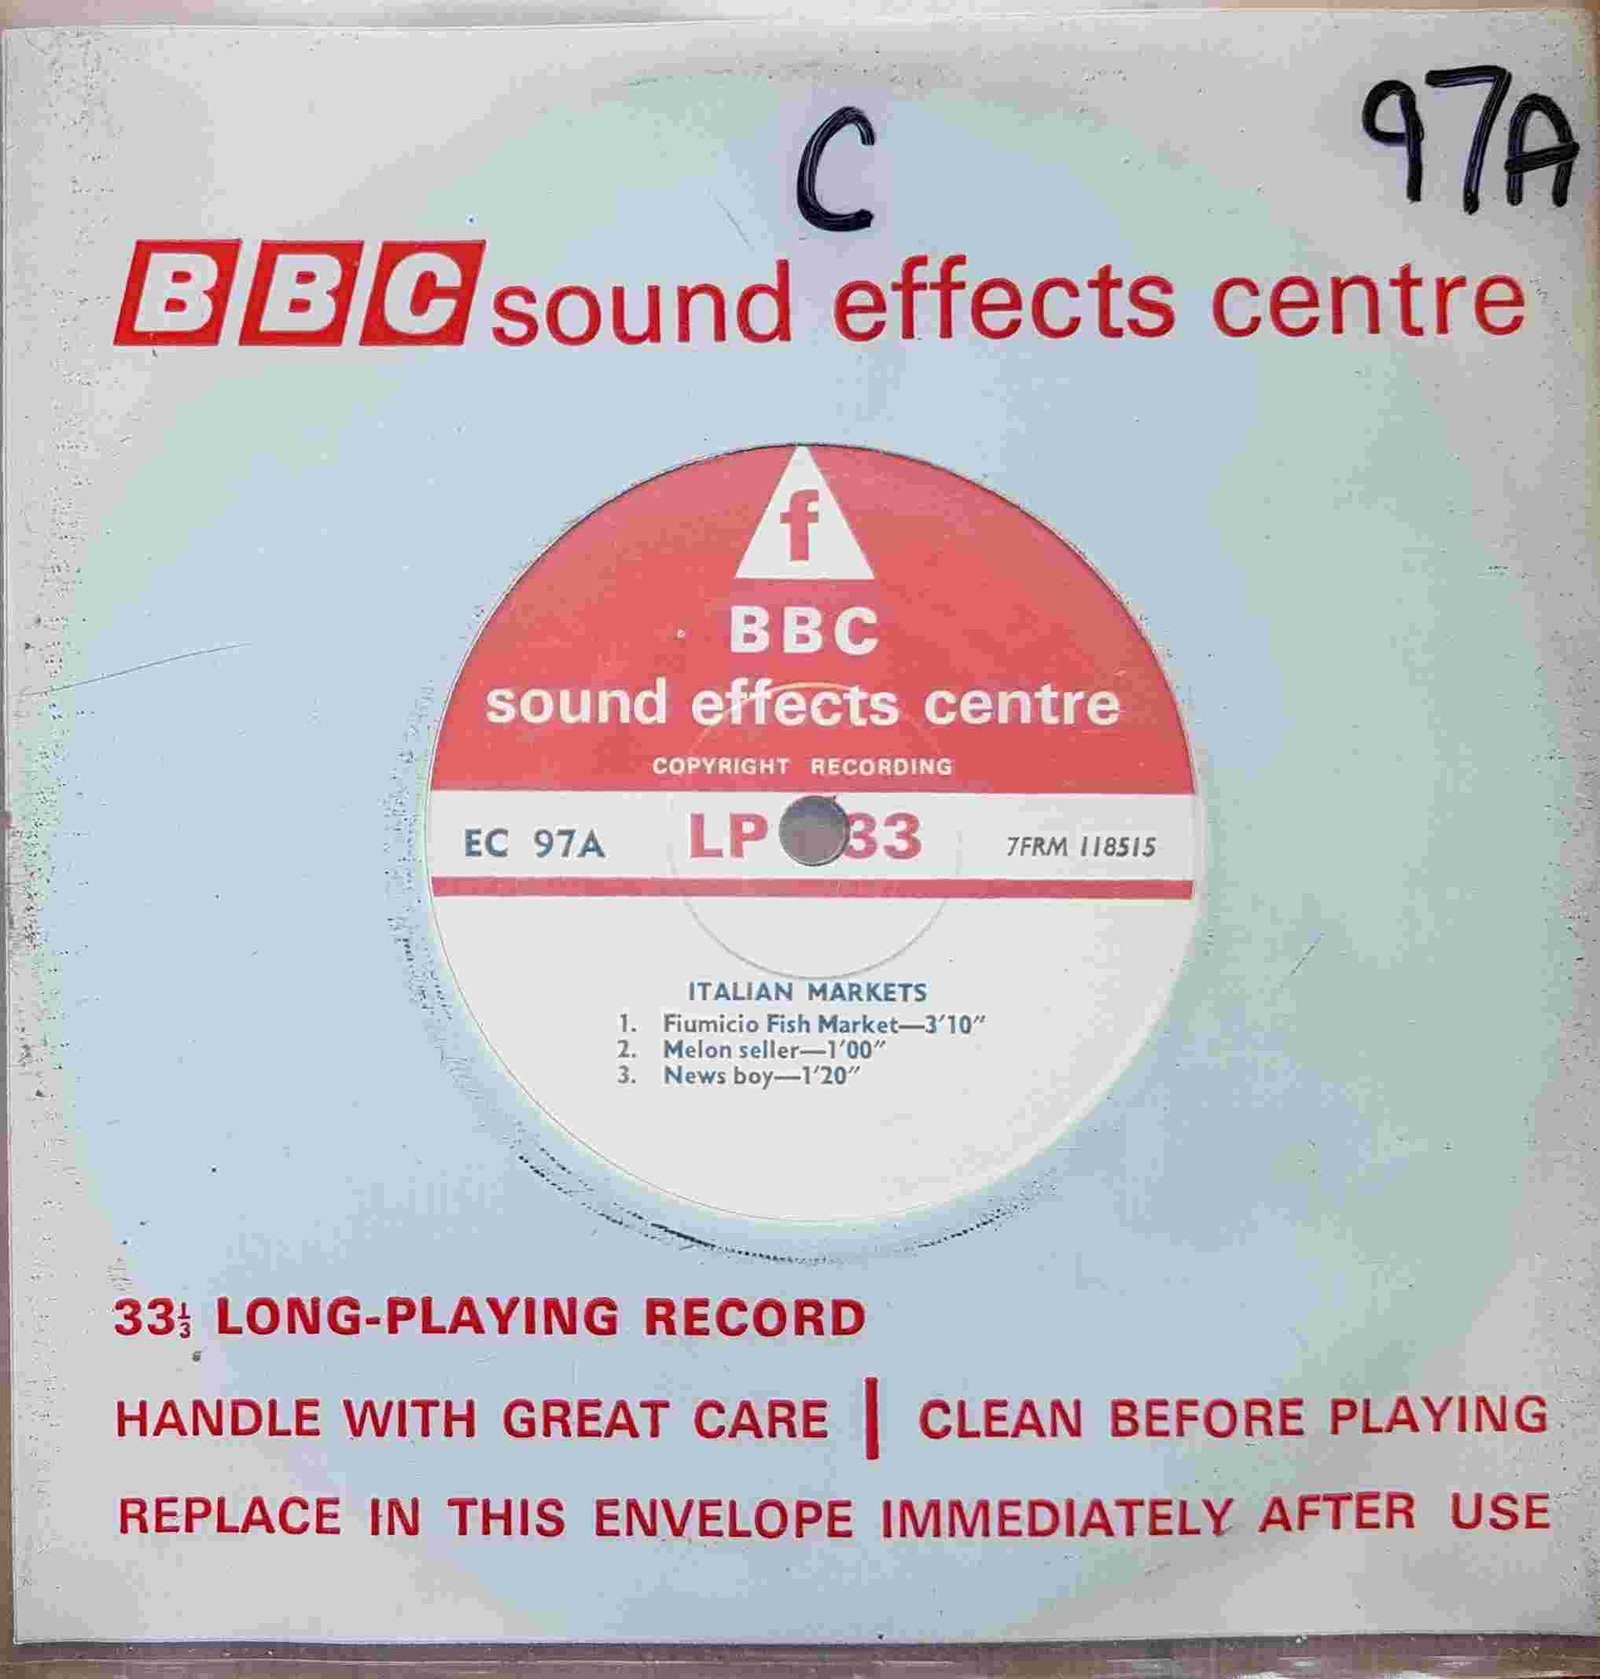 C
97A
BBC sound effects centre
f
BBC
sound effects centre
COPYRIGHT RECORDING
EC 97A LP 33 7FRM 118515
ITALIAN MARKETS
1. Fiumicio Fish Market—3′10″
2. Melon seller—1′00″
3. News boy—1′20″
33⅓ LONG-PLAYING RECORD
HANDLE WITH GREAT CARE | CLEAN BEFORE PLAYING
REPLACE IN THIS ENVELOPE IMMEDIATELY AFTER USE